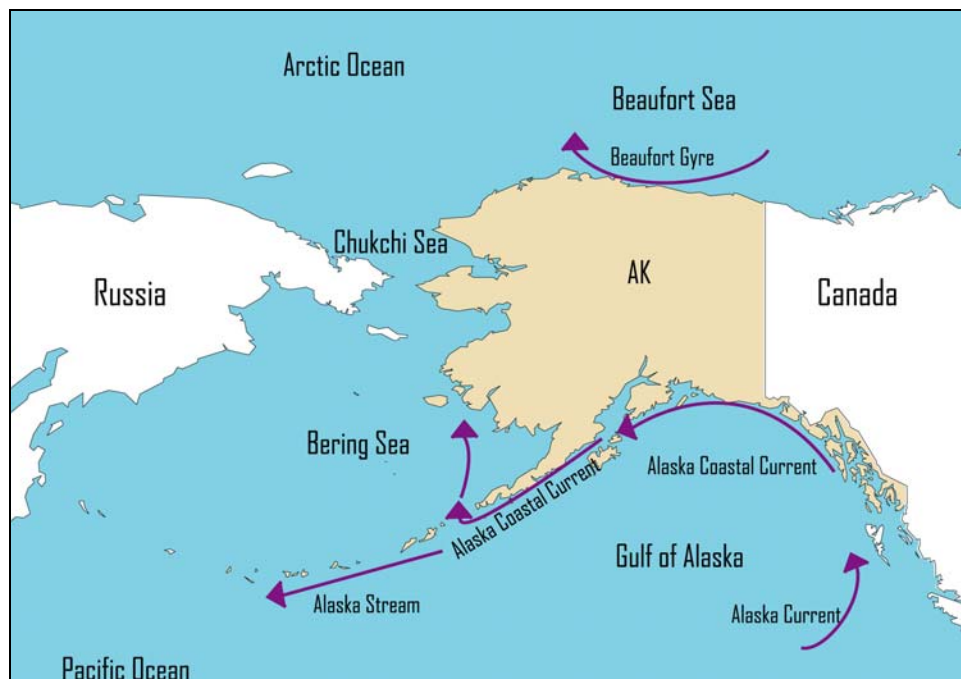 Arctic Ocean
Beaufort Sea
Beaufort Gyre
Chukchi Sea
Russia
AK
Canada
Bering Sea
Alaska Coastal Current
Alaska Coastal Current
Gulf of Alaska
Alaska Stream
Alaska Current
Pacific Ocean